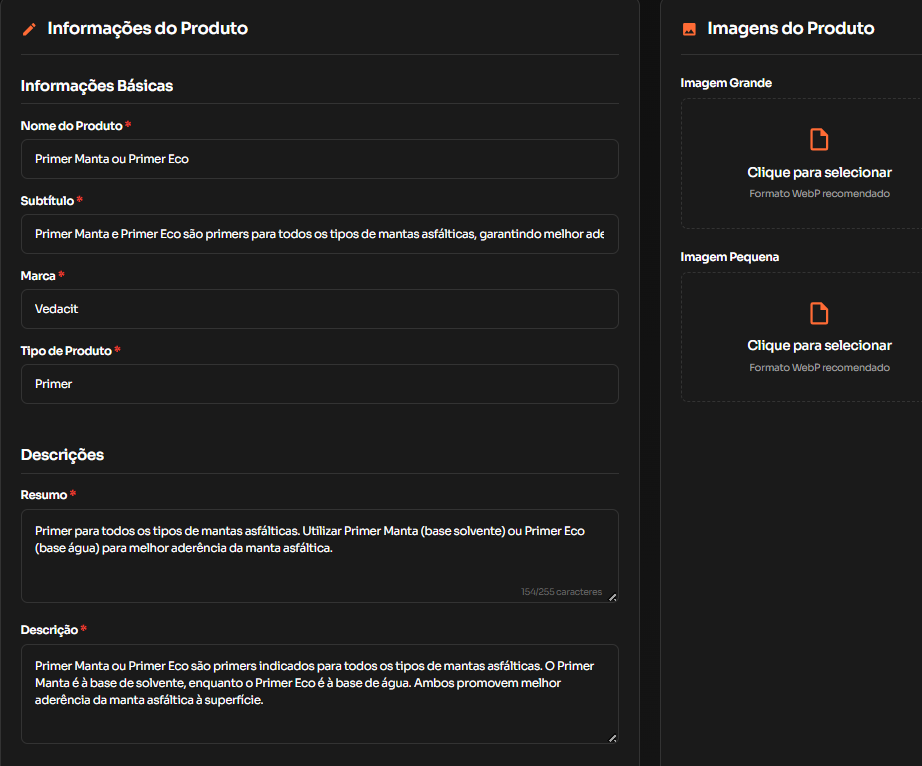 Informações do Produto
Informações Básicas
Nome do Produto *
Primer Manta ou Primer Eco
Subtítulo *
Primer Manta e Primer Eco são primers para todos os tipos de mantas asfálticas, garantindo melhor ade
Marca *
Vedacit
Tipo de Produto *
Primer
Descrições
Resumo *
Primer para todos os tipos de mantas asfálticas. Utilizar Primer Manta (base solvente) ou Primer Eco
(base água) para melhor aderência da manta asfáltica.
154/255 caracteres
Descrição *
Primer Manta ou Primer Eco são primers indicados para todos os tipos de mantas asfálticas. O Primer
Manta é à base de solvente, enquanto o Primer Eco é à base de água. Ambos promovem melhor
aderência da manta asfáltica à superfície.
Imagens do Produto
Imagem Grande
Clique para selecionar
Formato WebP recomendado
Imagem Pequena
Clique para selecionar
Formato WebP recomendado